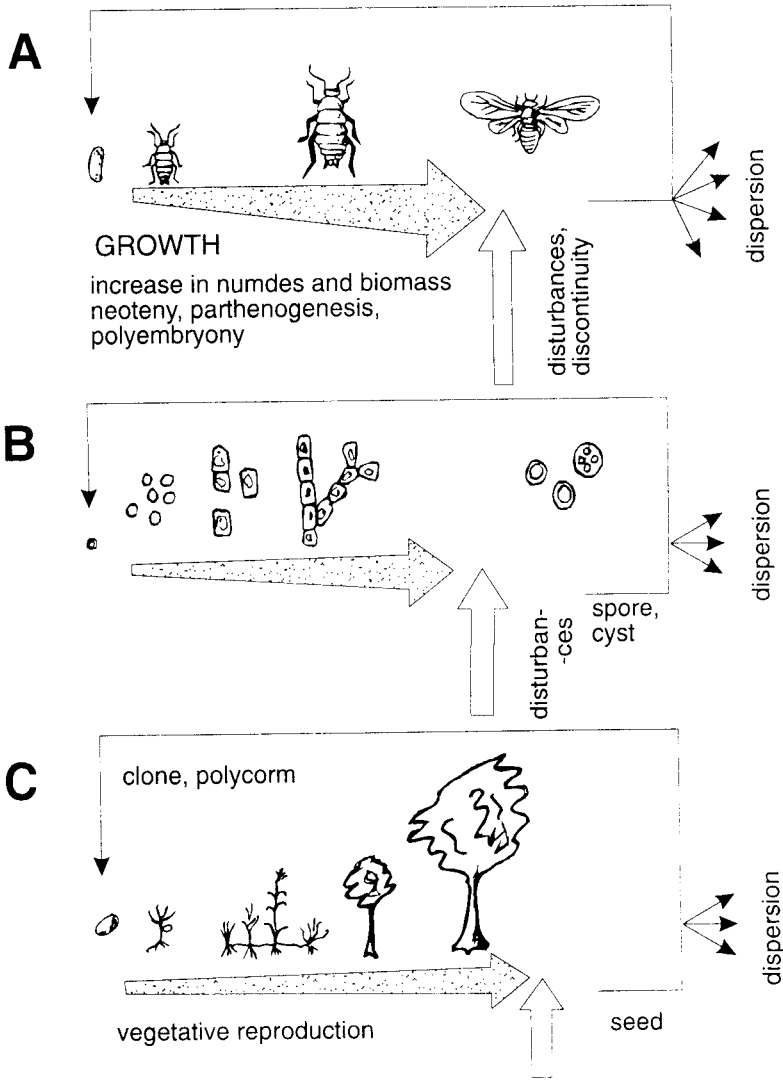 A
GROWTH
increase in numdes and biomass
neoteny, parthenogenesis,
polyembryony
disturbances,
discontinuity
dispersion
B
disturban-
-ces
spore,
cyst
dispersion
C
clone, polycorm
vegetative reproduction
seed
dispersion